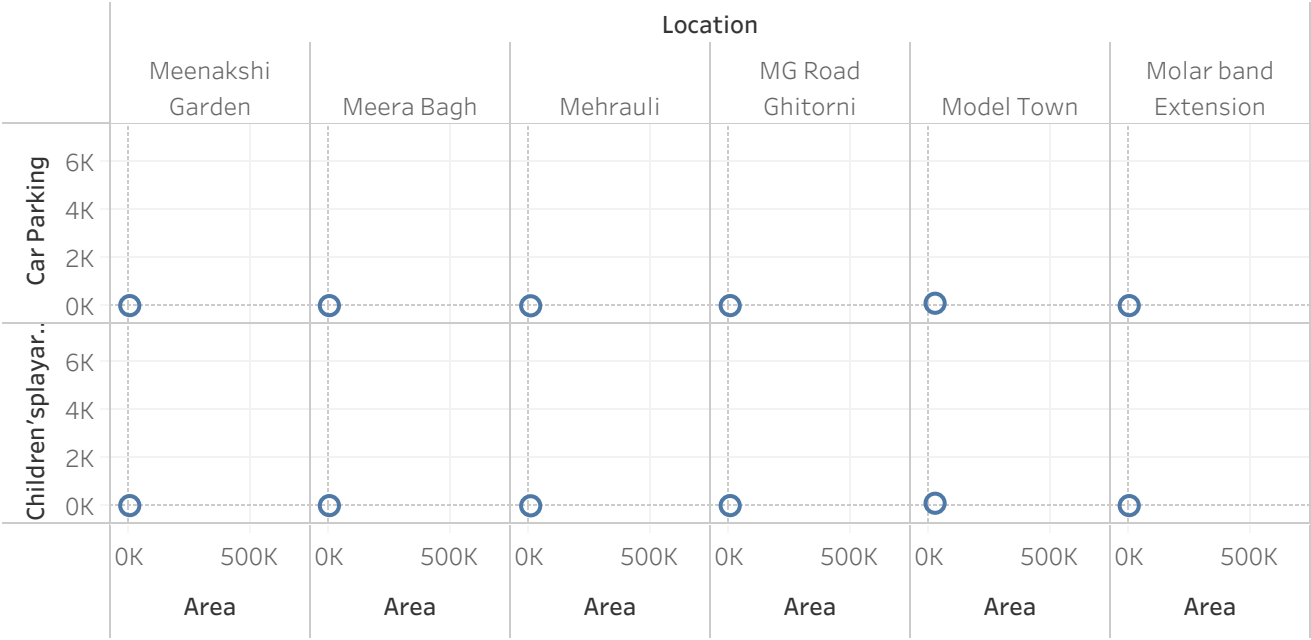 Location
Meenakshi
Garden
Meera Bagh
Mehrauli
MG Road
Ghitorni
Model Town
Molar band
Extension
Car Parking
6K
4K
2K
0K
Children'splayar..
6K
4K
2K
0K
0K 500K 0K 500K 0K 500K 0K 500K 0K 500K 0K 500K
Area Area Area Area Area Area